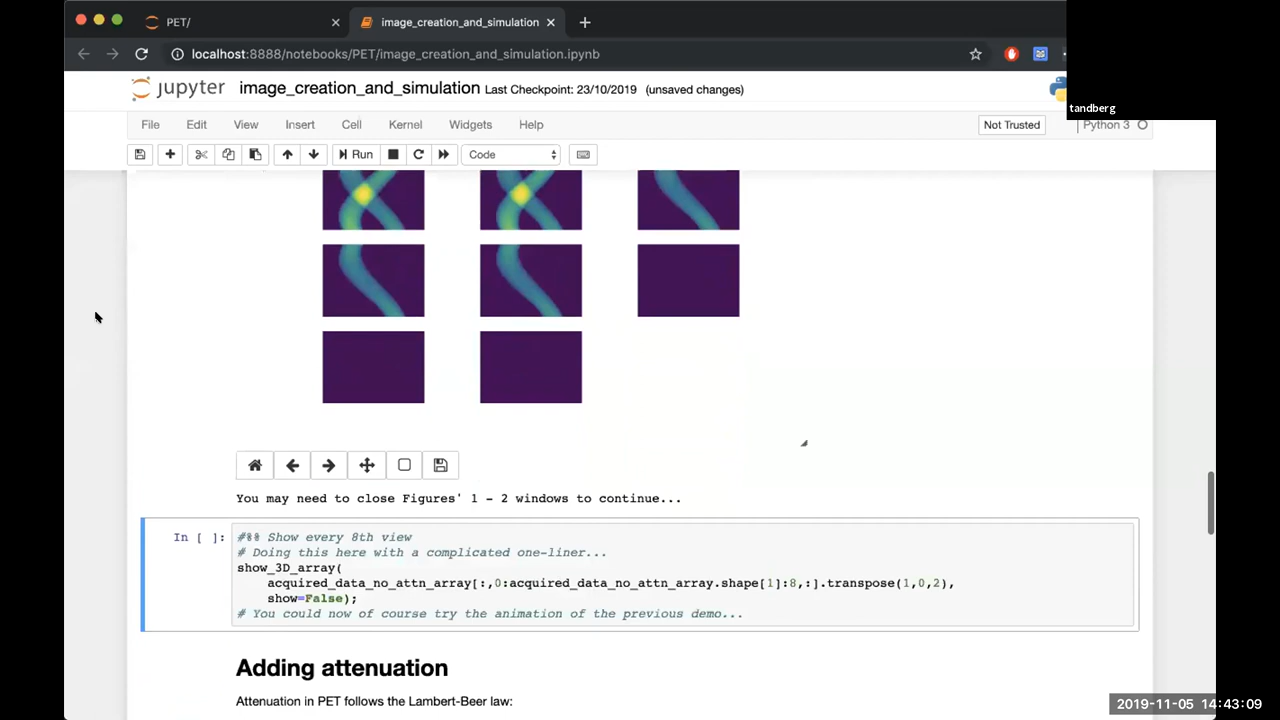 PET/
image_creation_and_simulation
localhost:8888/notebooks/PET/image_creation_and_simulation.ipynb
tandberg
jupyter image_creation_and_simulation Last Checkpoint: 23/10/2019 (unsaved changes)
File Edit View Insert Cell Kernel Widgets Help Not Trusted Python 3
Run Code
You may need to close Figures' 1 - 2 windows to continue...
In [ ]: #%% Show every 8th view
# Doing this here with a complicated one-liner...
show_3D_array(
acquired_data_no_attn_array[:,0:acquired_data_no_attn_array.shape[1]:8,:].transpose(1,0,2),
show=False);
# You could now of course try the animation of the previous demo...
Adding attenuation
Attenuation in PET follows the Lambert-Beer law:
2019-11-05 14:43:09